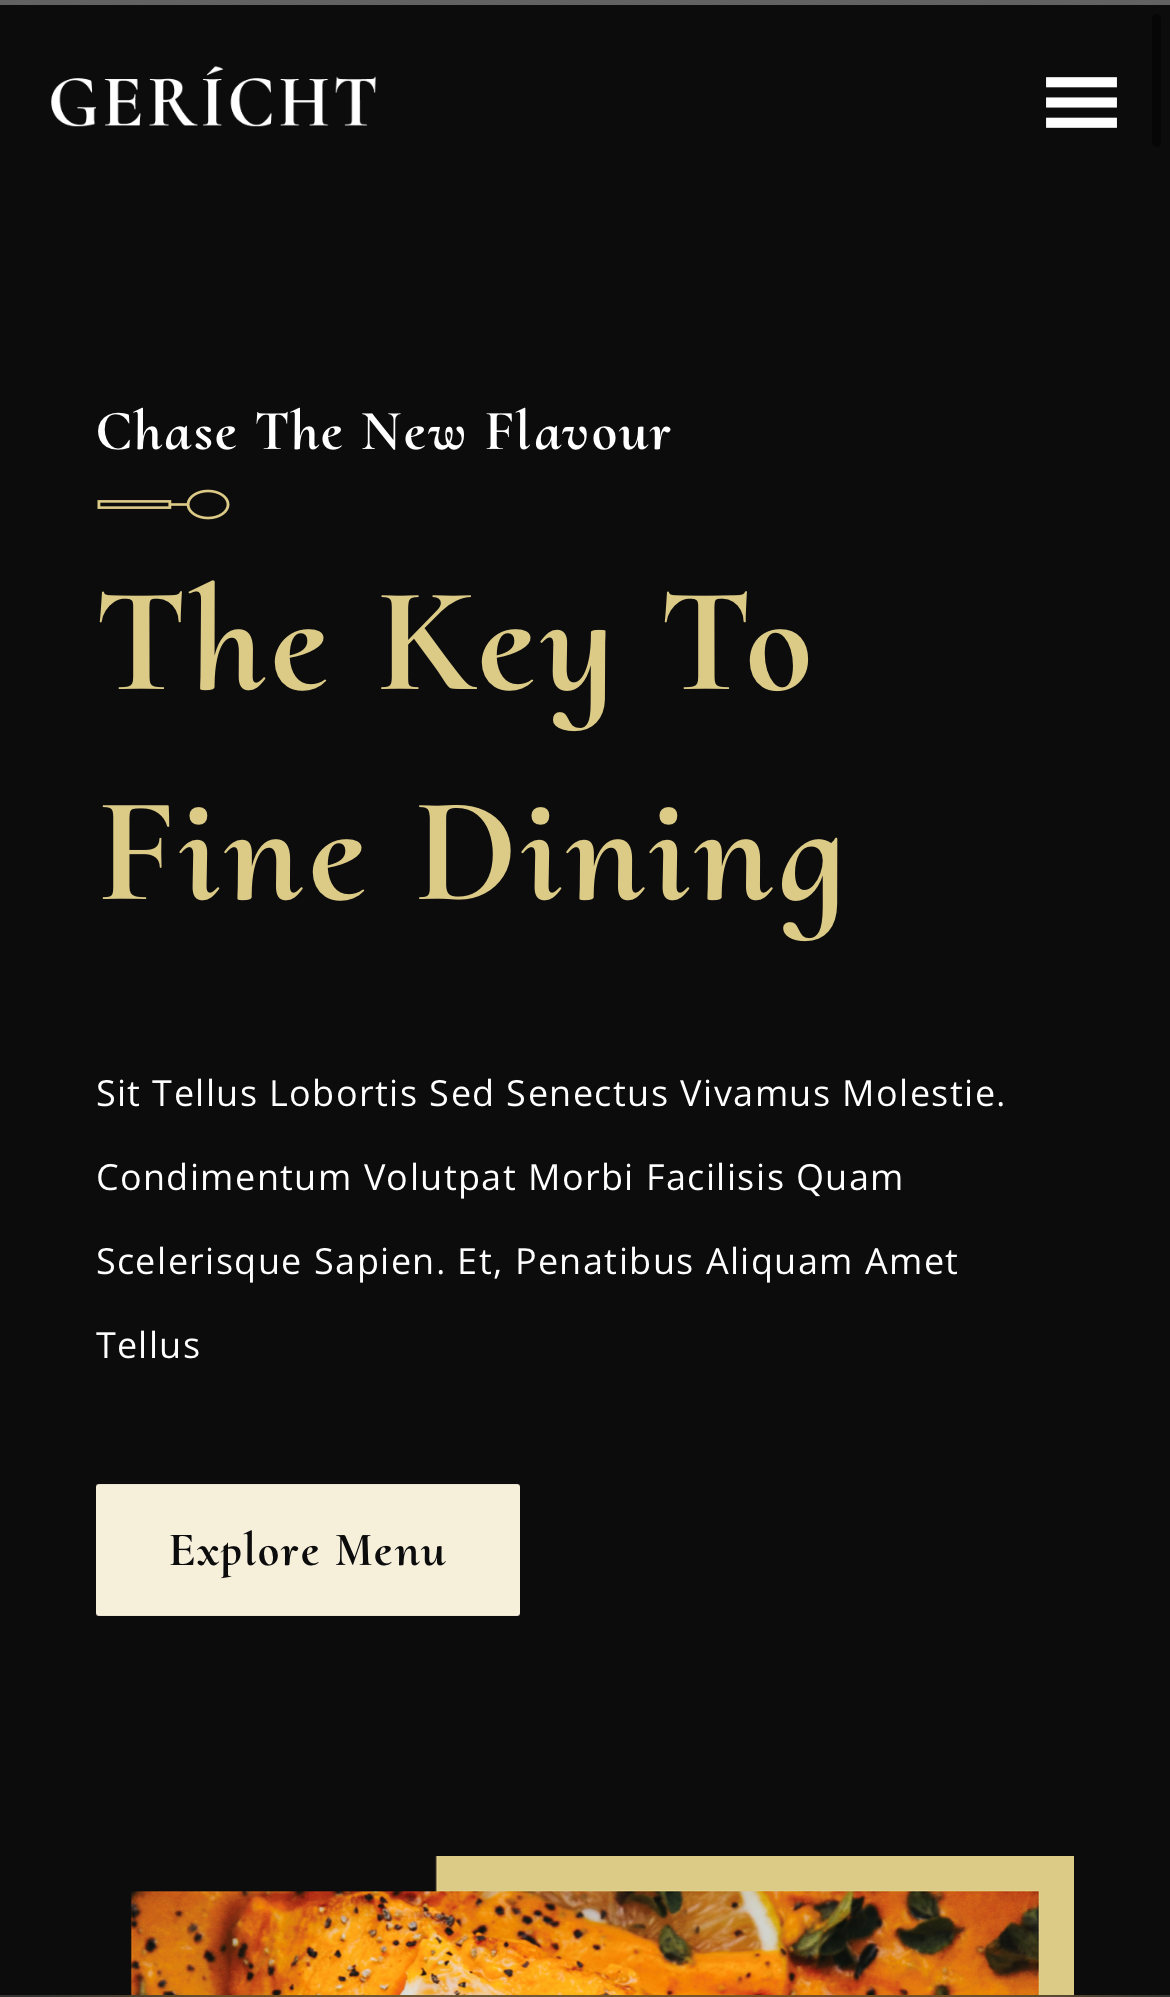 GERÍCHT
Chase The New Flavour
The Key To
Fine Dining
Sit Tellus Lobortis Sed Senectus Vivamus Molestie.
Condimentum Volutpat Morbi Facilisis Quam
Scelerisque Sapien. Et, Penatibus Aliquam Amet
Tellus
Explore Menu